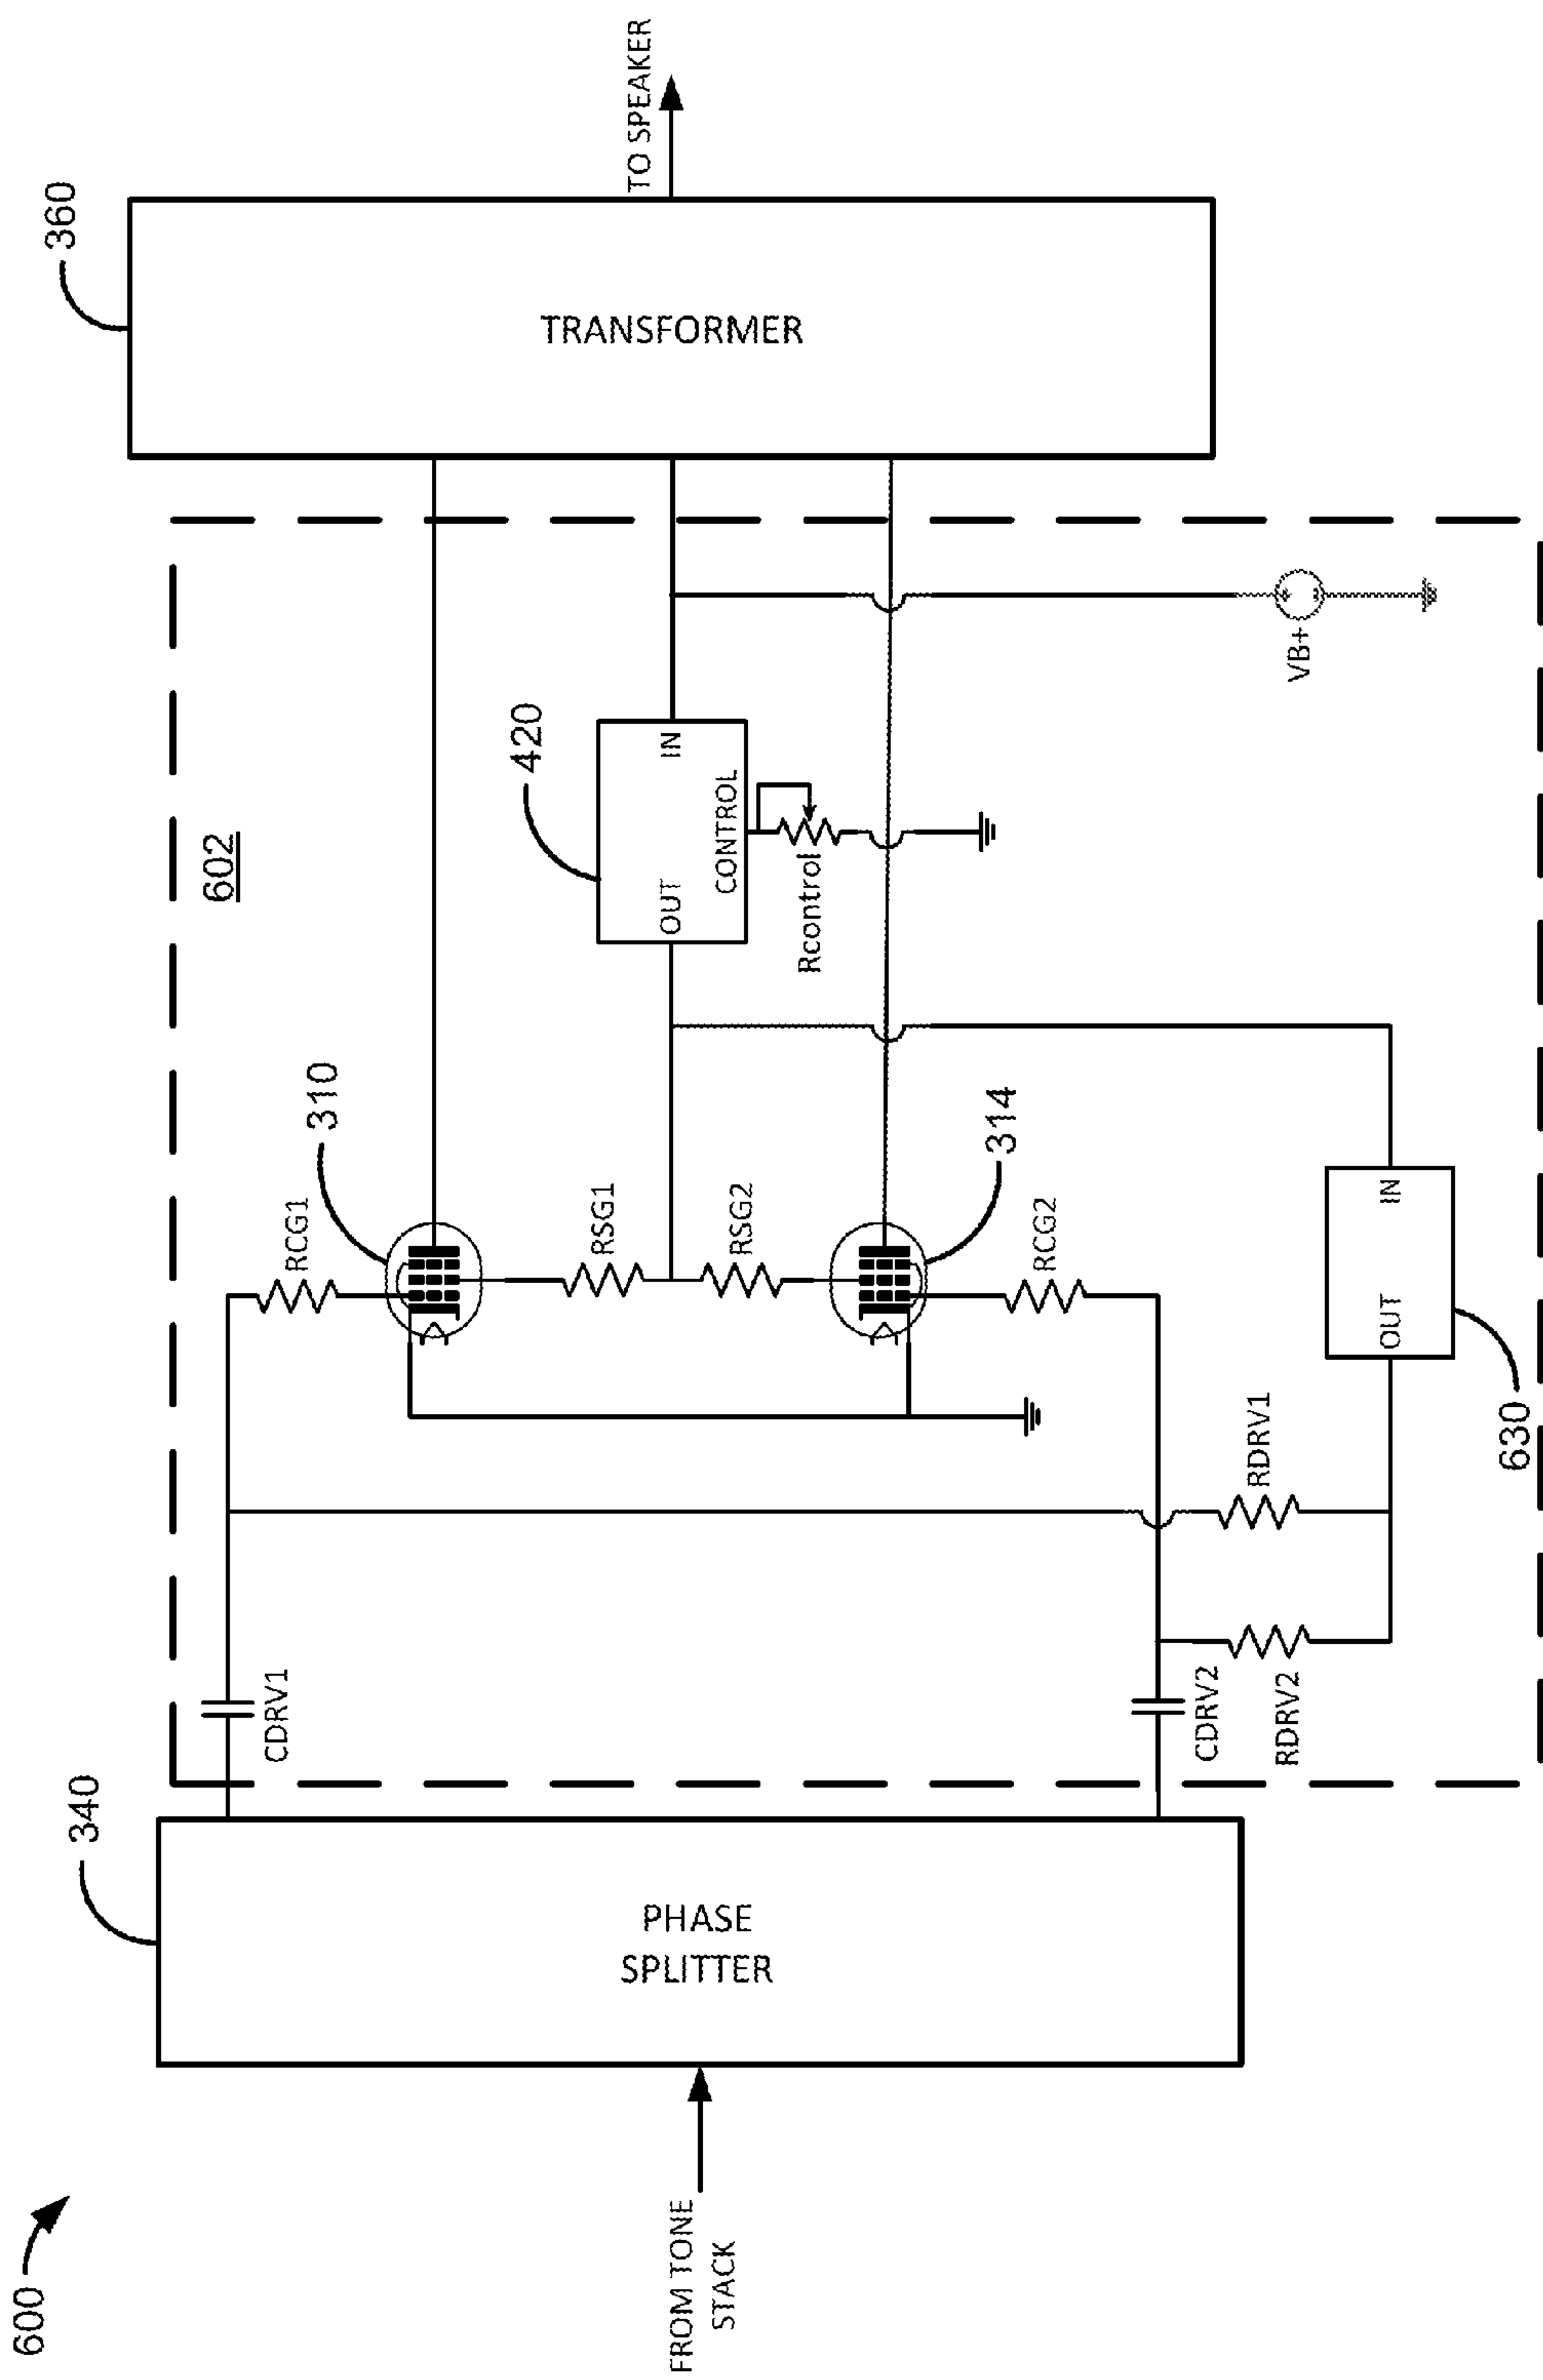 600
FROM TONE
STACK
340
PHASE
SPLITTER
602
CDRV1
CDRV2
RDRV2
RDRV1
RCG1
310
RSG1
RSG2
314
RCG2
OUT
IN
630
420
OUT
IN
CONTROL
Rcontrol
VB+
360
TRANSFORMER
TO SPEAKER